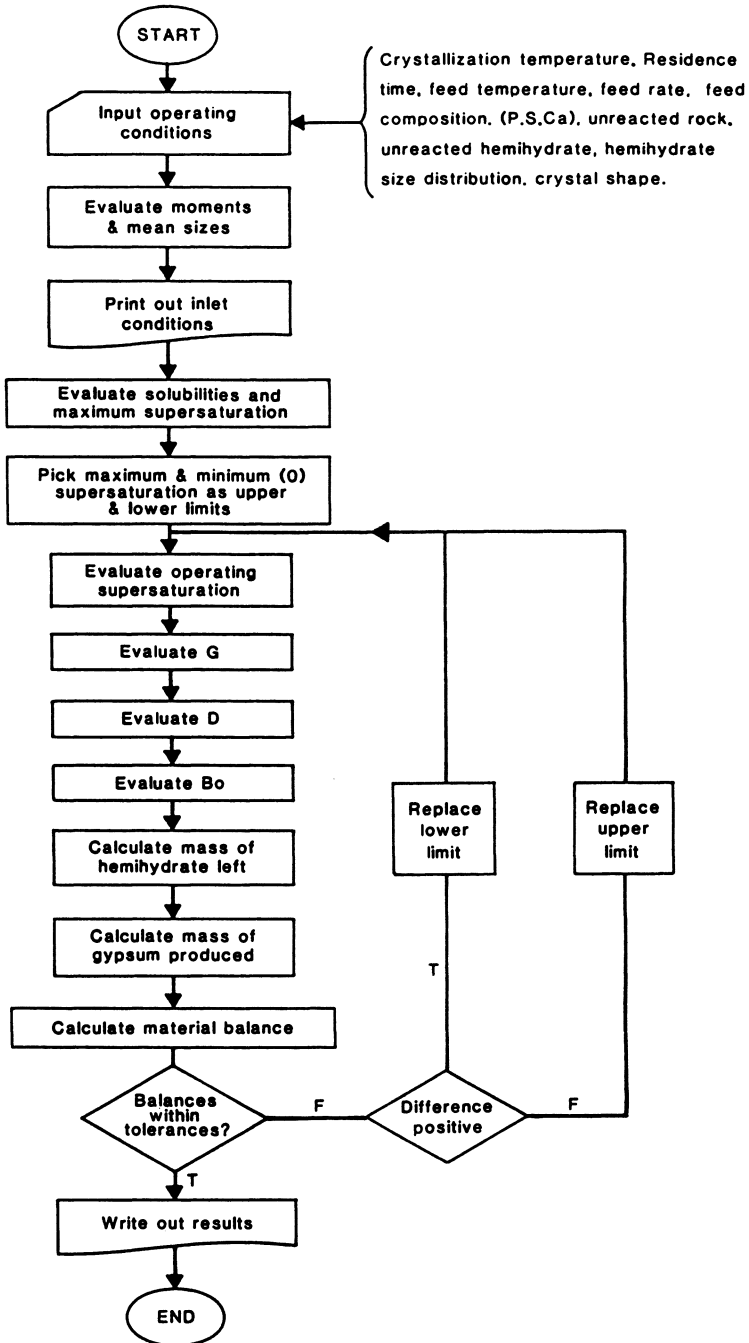 START
Input operating
conditions
Crystallization temperature. Residence
time, feed temperature, feed rate, feed
composition. (P.S.Ca). unreacted rock.
unreacted hemihydrate, hemihydrate
size distribution. crystal shape.
Evaluate moments
& mean sizes
Print out inlet
conditions
Evaluate solubilities and
maximum supersaturation
Pick maximum & minimum (0)
supersaturation as upper
& lower limits
Evaluate operating
supersaturation
Evaluate G
Evaluate D
Evaluate Bo
Replace
lower
limit
Replace
upper
limit
Calculate mass of
hemihydrate left
Calculate mass of
gypsum produced
T
Calculate material balance
Balances
within
tolerances?
F
Difference
positive
F
T
Write out results
END